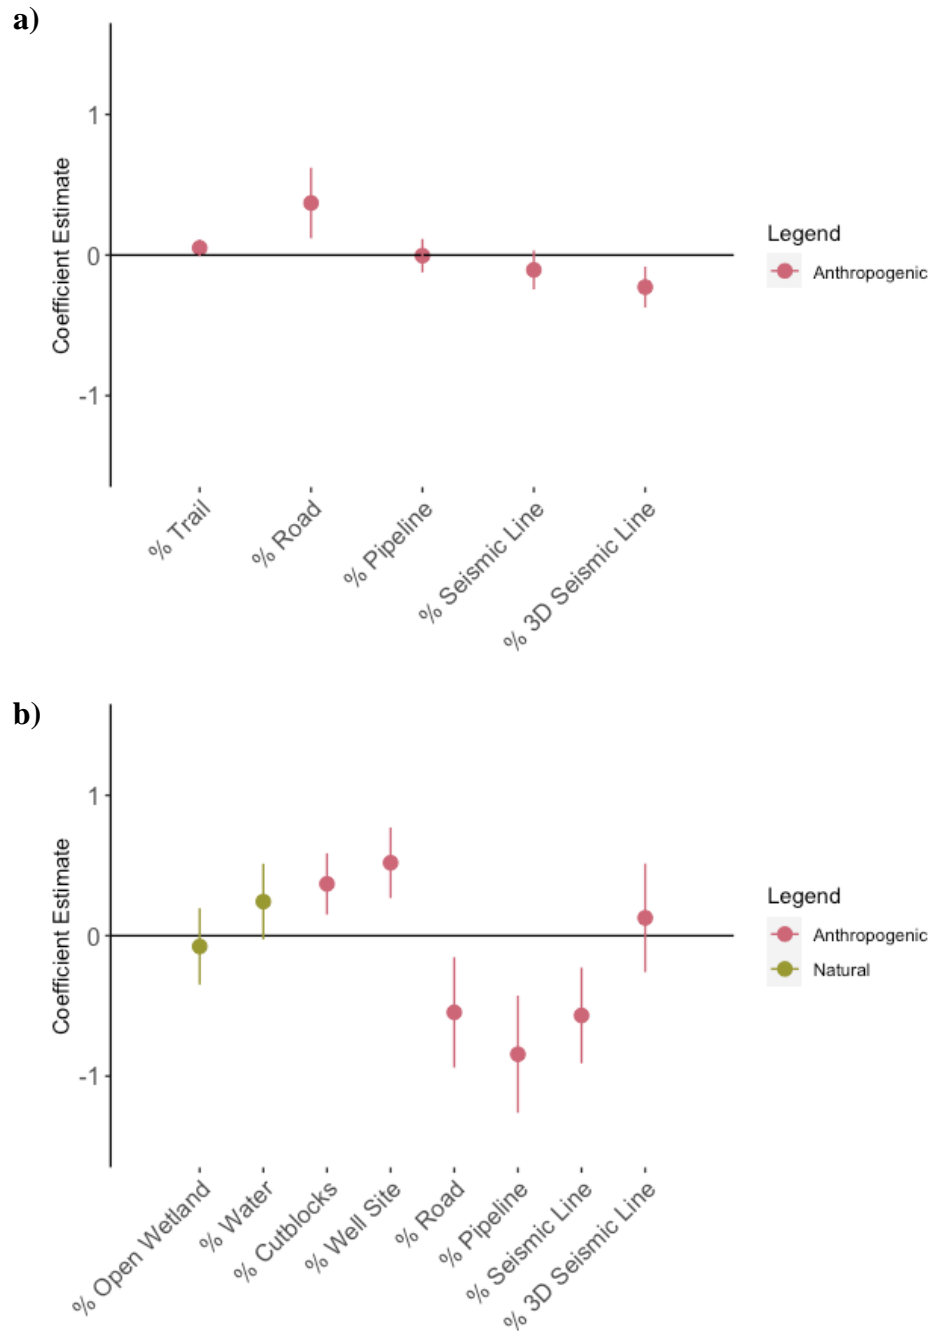 a)
Coefficient Estimate
1
0
-1
% Trail
% Road
% Pipeline
% Seismic Line
% 3D Seismic Line
Legend
Anthropogenic
b)
Coefficient Estimate
1
0
-1
% Open Wetland
% Water
% Cutblocks
% Well Site
% Road
% Pipeline
% Seismic Line
% 3D Seismic Line
Legend
Anthropogenic
Natural